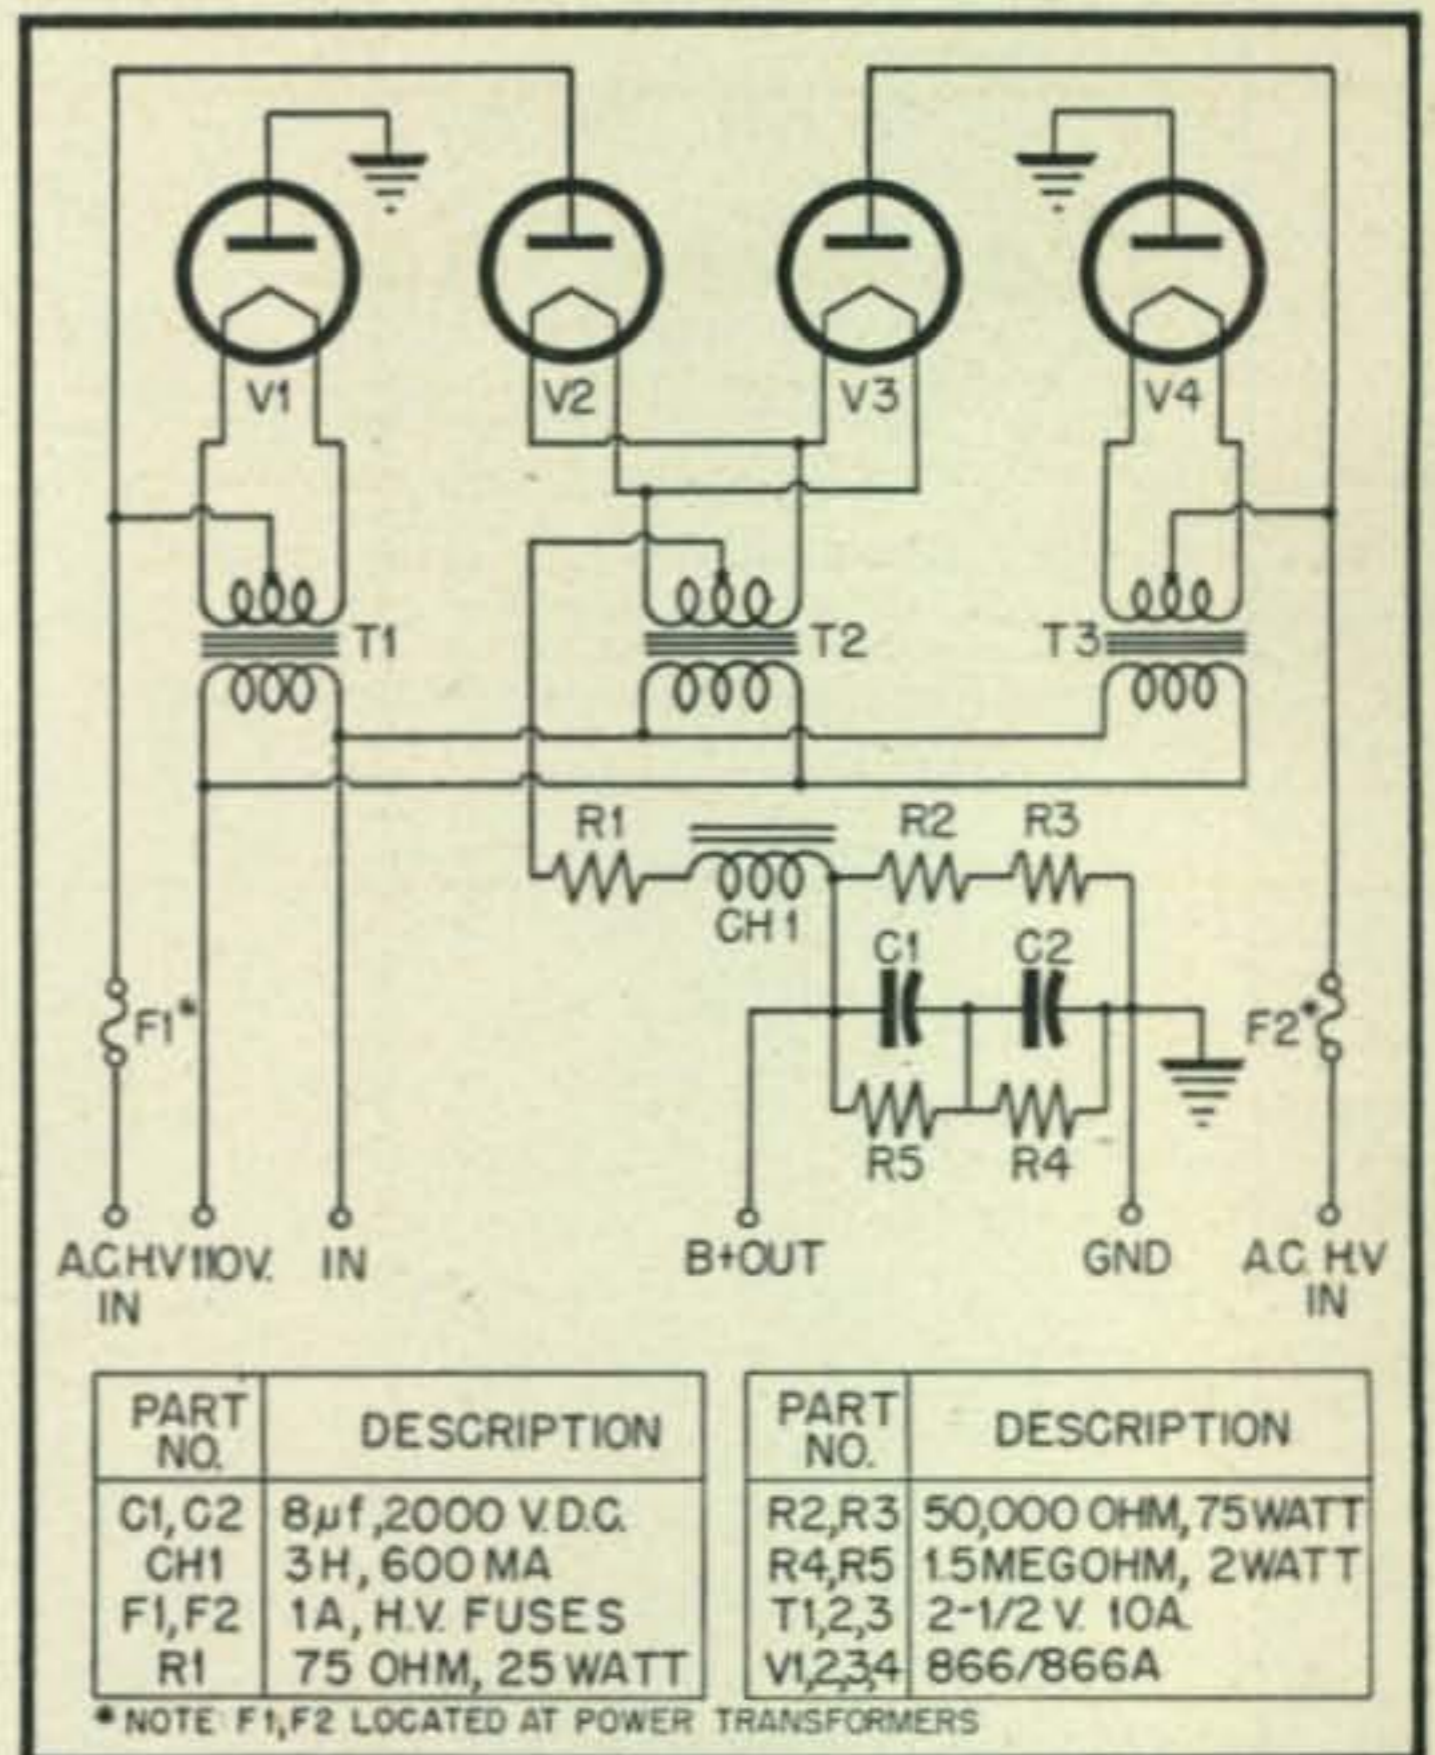 V1
V2
V3
V4
T1
T2
T3
R1
R2
R3
CH 1
C1
C2
F1*
F2*
R5
R4
A.C. H.V. IN
110V.
IN
B+OUT
GND
A.C. H.V IN
PART NO.
DESCRIPTION
C1, C2 8µf, 2000 V.D.C.
CH1 3H, 600 MA
F1, F2 1A, H.V. FUSES
R1 75 OHM, 25 WATT
PART NO.
DESCRIPTION
R2, R3 50,000 OHM, 75 WATT
R4, R5 1.5 MEGOHM, 2 WATT
T1,2,3 2-1/2 V. 10A.
V1,2,3,4 866/866A
* NOTE F1, F2 LOCATED AT POWER TRANSFORMERS